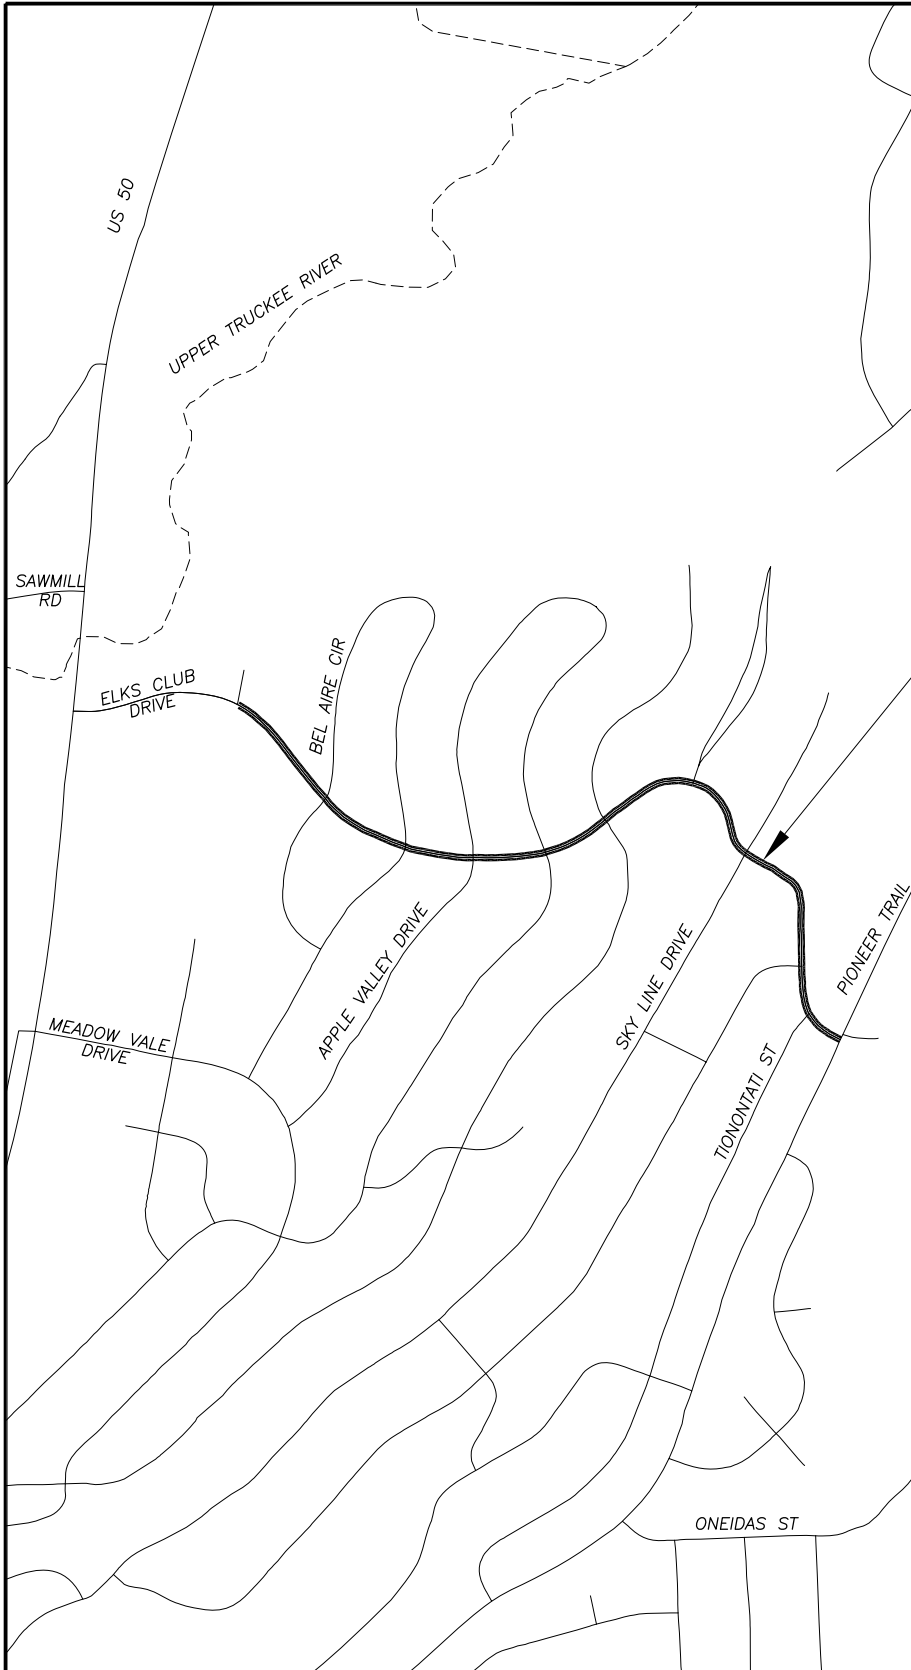 US 50
UPPER TRUCKEE RIVER
SAWMILL
RD
ELKS CLUB
DRIVE
BEL AIRE CIR
APPLE VALLEY DRIVE
SKY LINE DRIVE
PIONEER TRAIL
MEADOW VALE
DRIVE
TIONONTATI ST
ONEIDAS ST